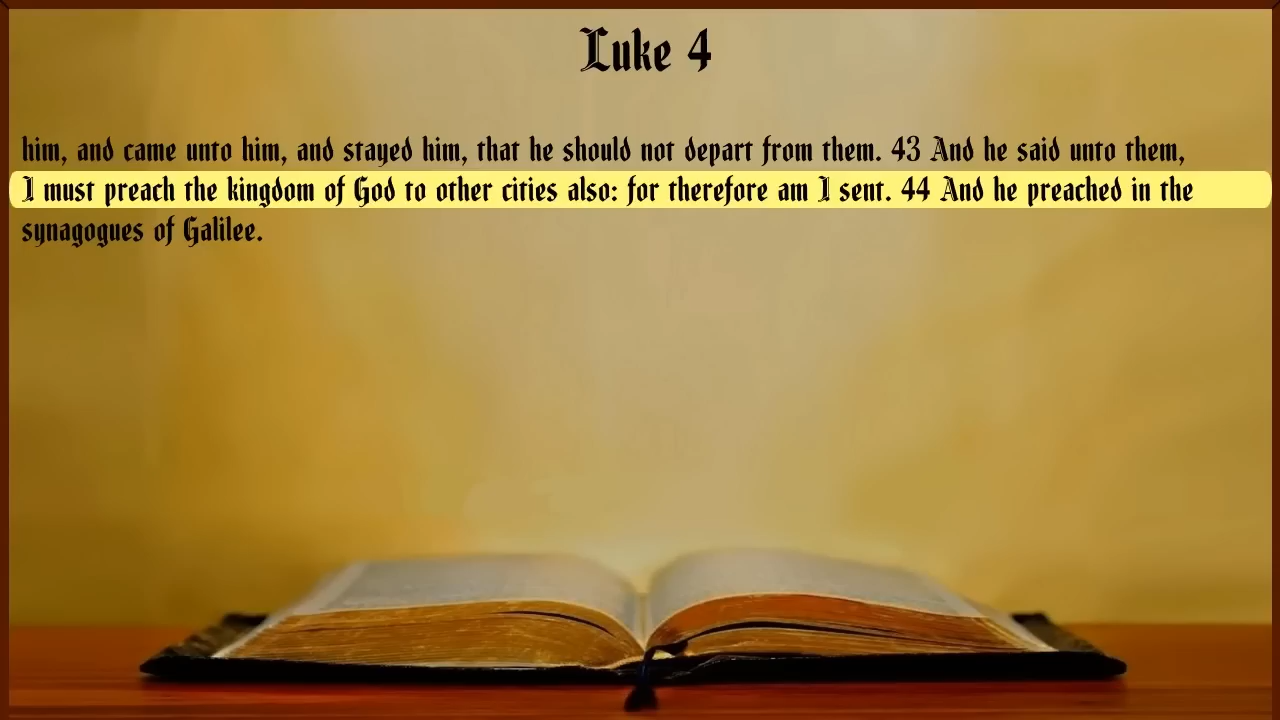 Luke 4
him, and came unto him, and stayed him, that he should not depart from them. 43 And he said unto them,
I must preach the kingdom of God to other cities also: for therefore am I sent. 44 And he preached in the
synagogues of Galilee.